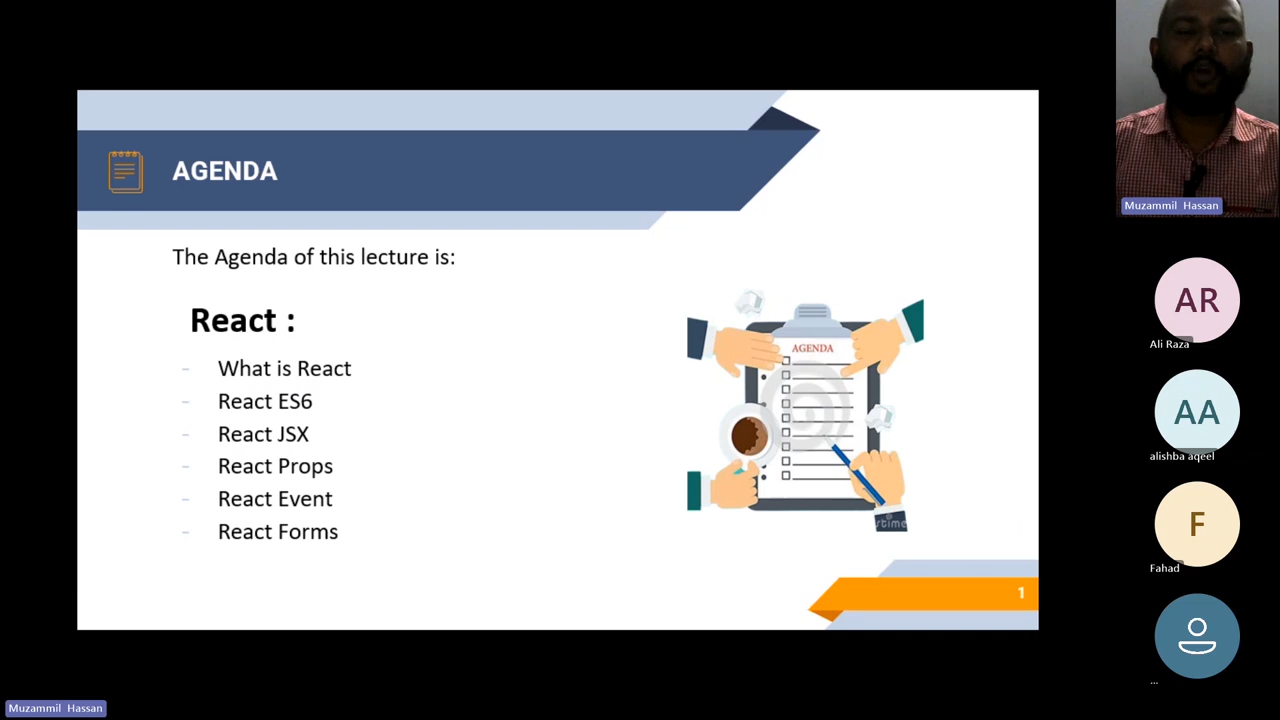 AGENDA
The Agenda of this lecture is:
React :
- What is React
- React ES6
- React JSX
- React Props
- React Event
- React Forms
AGENDA
1
Muzammil Hassan
AR
Ali Raza
AA
alishba aqeel
F
Fahad
...
Muzammil Hassan